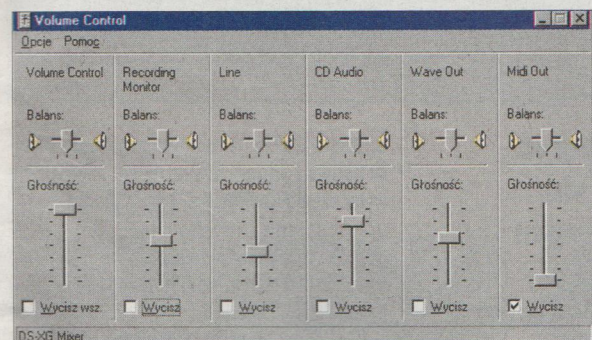 Volume Control
Opcje Pomoc
Volume Control
Balans:
Głośność:
Wycisz wsz.
Recording
Monitor
Balans:
Głośność:
Wycisz
Line
Balans:
Głośność:
Wycisz
CD Audio
Balans:
Głośność:
Wycisz
Wave Out
Balans:
Głośność:
Wycisz
Midi Out
Balans:
Głośność:
Wycisz
DS-XG Mixer